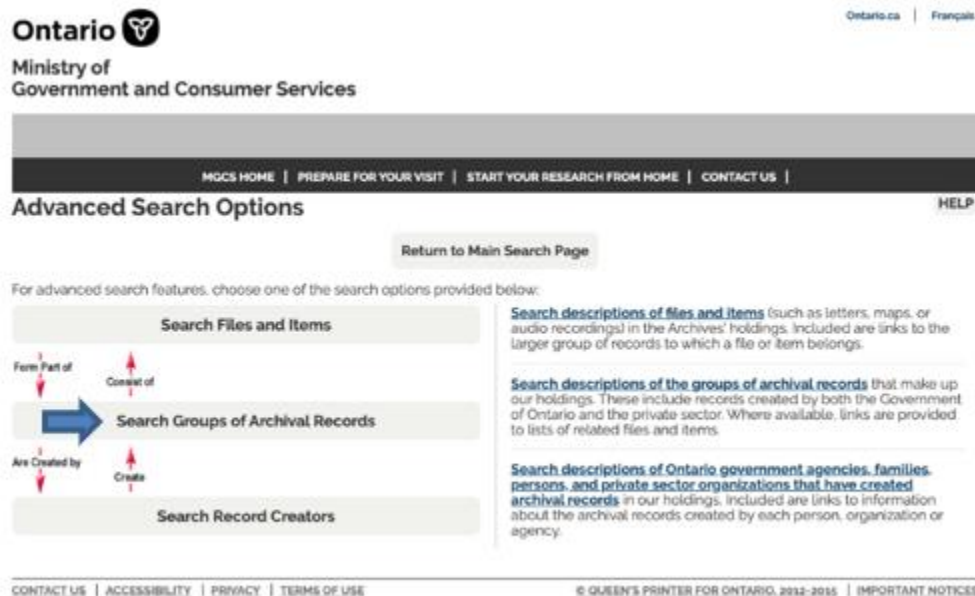 Ontario
Ontario.ca | Français
Ministry of
Government and Consumer Services
MGCS HOME | PREPARE FOR YOUR VISIT | START YOUR RESEARCH FROM HOME | CONTACT US |
Advanced Search Options
HELP
Return to Main Search Page
For advanced search features, choose one of the search options provided below:
Search Files and Items
Form Part of
Consist of
Search Groups of Archival Records
Are Created by
Create
Search Record Creators
Search descriptions of files and items (such as letters, maps, or
audio recordings) in the Archives' holdings. Included are links to the
larger group of records to which a file or item belongs.
Search descriptions of the groups of archival records that make up
our holdings. These include records created by both the Government
of Ontario and the private sector. Where available, links are provided
to lists of related files and items.
Search descriptions of Ontario government agencies, families,
persons, and private sector organizations that have created
archival records in our holdings. Included are links to information
about the archival records created by each person, organization or
agency.
CONTACT US | ACCESSIBILITY | PRIVACY | TERMS OF USE
© QUEEN'S PRINTER FOR ONTARIO, 2012-2015 | IMPORTANT NOTICES